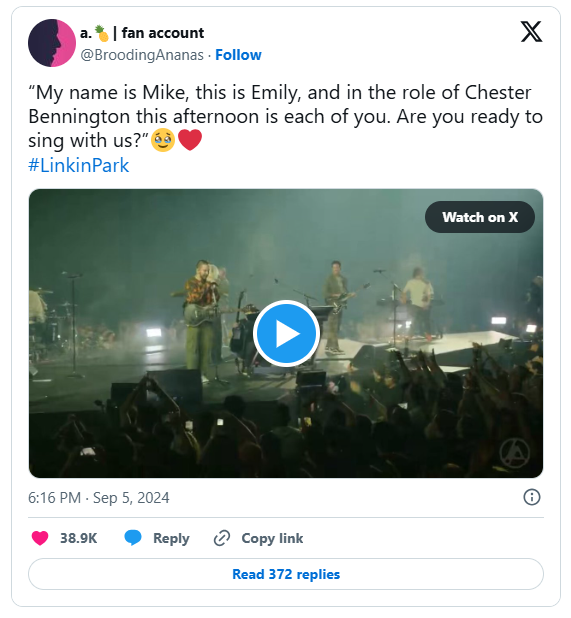 a.🍍 | fan account
@BroodingAnanas · Follow
“My name is Mike, this is Emily, and in the role of Chester
Bennington this afternoon is each of you. Are you ready to
sing with us?”🥹❤️
#LinkinPark
Watch on X
6:16 PM · Sep 5, 2024
38.9K Reply Copy link
Read 372 replies